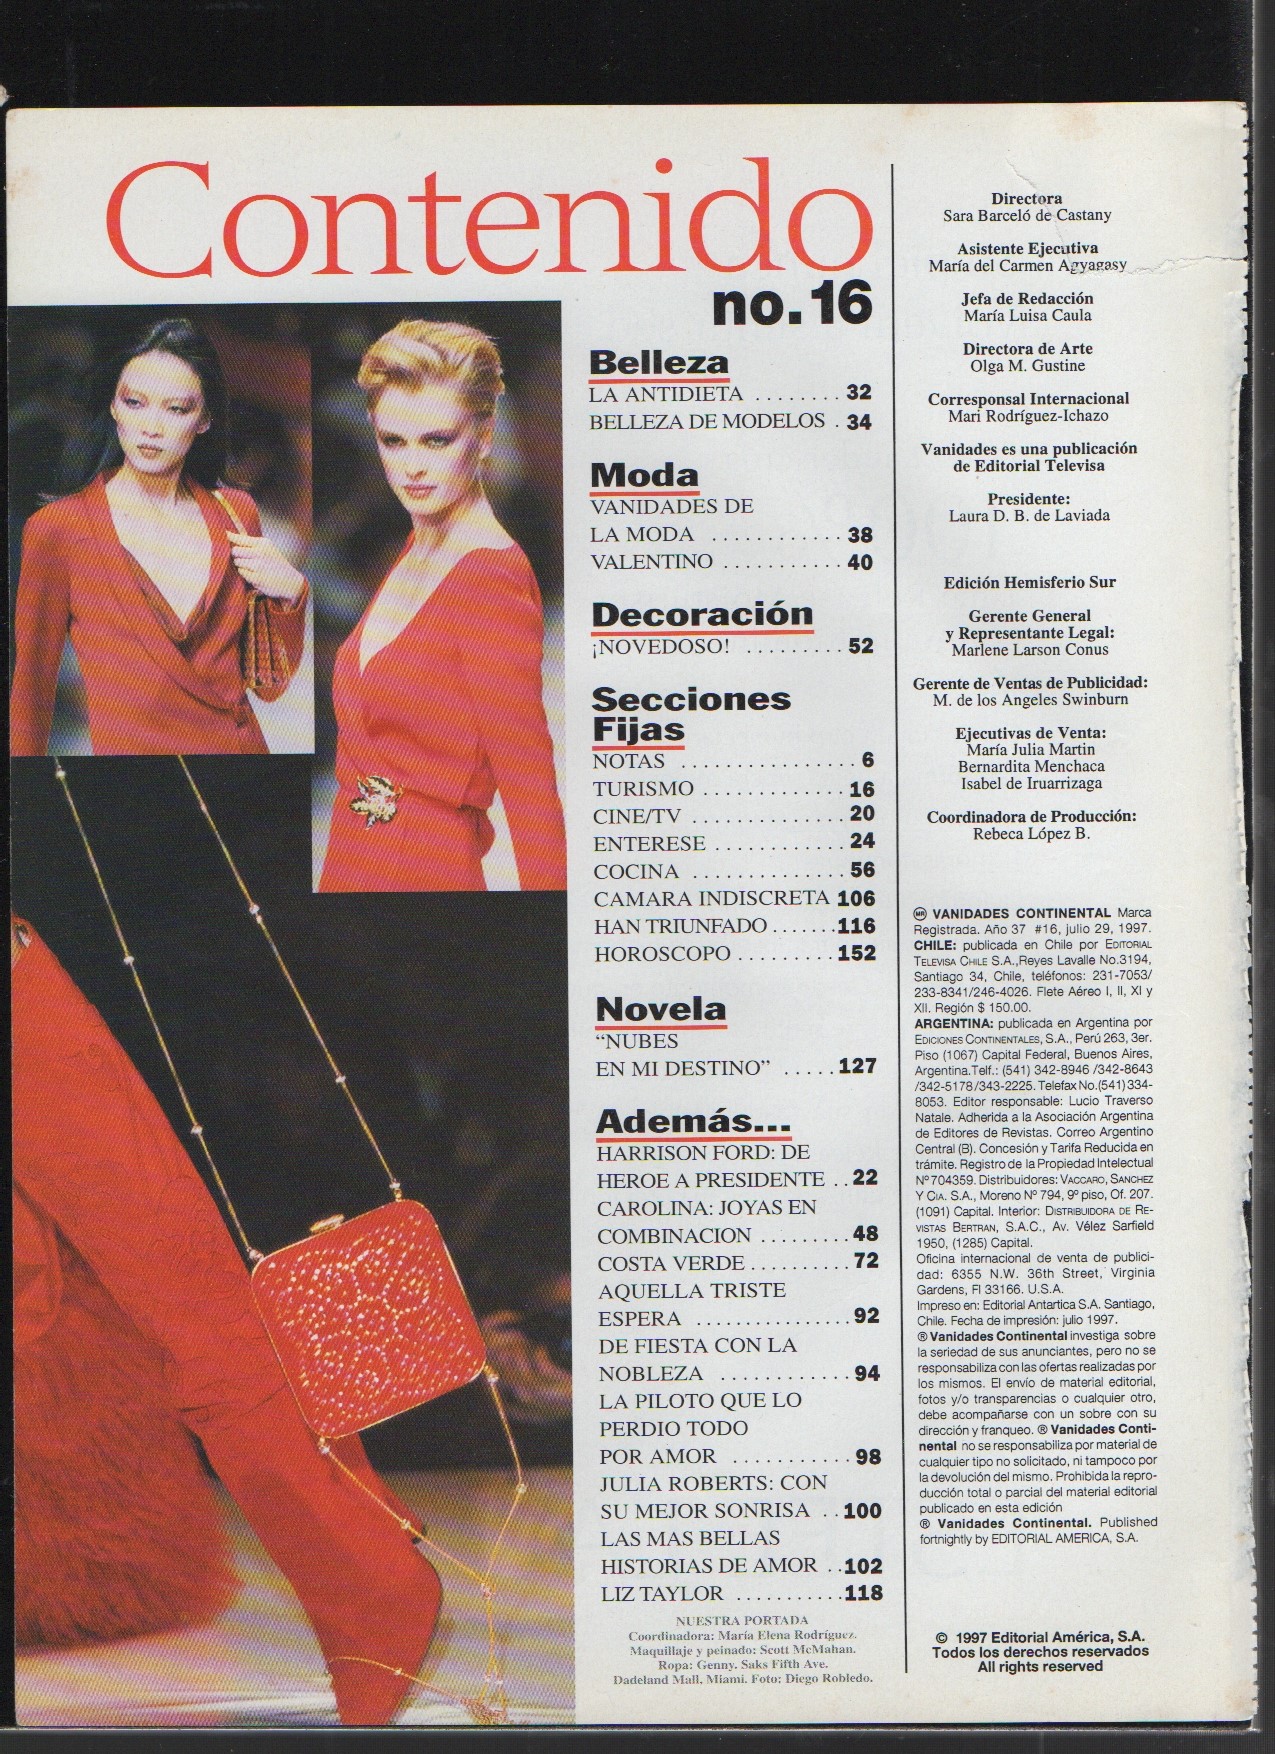 Contenido
no.16
Belleza
LA ANTIDIETA ........ 32
BELLEZA DE MODELOS . 34
Moda
VANIDADES DE
LA MODA ............ 38
VALENTINO ........... 40
Decoración
¡NOVEDOSO! ......... 52
Secciones
Fijas
NOTAS ................ 6
TURISMO ............. 16
CINE/TV .............. 20
ENTERESE ............ 24
COCINA .............. 56
CAMARA INDISCRETA 106
HAN TRIUNFADO .......116
HOROSCOPO ......... 152
Novela
“NUBES
EN MI DESTINO” ..... 127
Además...
HARRISON FORD: DE
HEROE A PRESIDENTE .. 22
CAROLINA: JOYAS EN
COMBINACION ......... 48
COSTA VERDE .......... 72
AQUELLA TRISTE
ESPERA ............... 92
DE FIESTA CON LA
NOBLEZA ............. 94
LA PILOTO QUE LO
PERDIO TODO
POR AMOR ........... 98
JULIA ROBERTS: CON
SU MEJOR SONRISA .. 100
LAS MAS BELLAS
HISTORIAS DE AMOR .. 102
LIZ TAYLOR ........... 118
NUESTRA PORTADA
Coordinadora: María Elena Rodríguez.
Maquillaje y peinado: Scott McMahan.
Ropa: Genny. Saks Fifth Ave.
Dadeland Mall, Miami. Foto: Diego Robledo.
Directora
Sara Barceló de Castany
Asistente Ejecutiva
María del Carmen Agyagasy
Jefa de Redacción
María Luisa Caula
Directora de Arte
Olga M. Gustine
Corresponsal Internacional
Mari Rodríguez-Ichazo
Vanidades es una publicación
de Editorial Televisa
Presidente:
Laura D. B. de Laviada
Edición Hemisferio Sur
Gerente General
y Representante Legal:
Marlene Larson Conus
Gerente de Ventas de Publicidad:
M. de los Angeles Swinburn
Ejecutivas de Venta:
María Julia Martin
Bernardita Menchaca
Isabel de Iruarrizaga
Coordinadora de Producción:
Rebeca López B.
MR VANIDADES CONTINENTAL Marca
Registrada. Año 37 #16, julio 29, 1997.
CHILE: publicada en Chile por EDITORIAL
TELEVISA CHILE S.A.,Reyes Lavalle No.3194,
Santiago 34, Chile, teléfonos: 231-7053/
233-8341/246-4026. Flete Aéreo I, II, XI y
XII. Región $ 150.00.
ARGENTINA: publicada en Argentina por
EDICIONES CONTINENTALES, S.A., Perú 263, 3er.
Piso (1067) Capital Federal, Buenos Aires,
Argentina.Telf.: (541) 342-8946 /342-8643
/342-5178/343-2225. Telefax No.(541) 334-
8053. Editor responsable: Lucio Traverso
Natale. Adherida a la Asociación Argentina
de Editores de Revistas. Correo Argentino
Central (B). Concesión y Tarifa Reducida en
trámite. Registro de la Propiedad Intelectual
Nº 704359. Distribuidores: VACCARO, SANCHEZ
Y CIA. S.A., Moreno Nº 794, 9º piso, Of. 207.
(1091) Capital. Interior: DISTRIBUIDORA DE RE-
VISTAS BERTRAN, S.A.C., Av. Vélez Sarfield
1950, (1285) Capital.
Oficina internacional de venta de publici-
dad: 6355 N.W. 36th Street, Virginia
Gardens, Fl 33166. U.S.A.
Impreso en: Editorial Antartica S.A. Santiago,
Chile. Fecha de impresión: julio 1997.
® Vanidades Continental investiga sobre
la seriedad de sus anunciantes, pero no se
responsabiliza con las ofertas realizadas por
los mismos. El envío de material editorial,
fotos y/o transparencias o cualquier otro,
debe acompañarse con un sobre con su
dirección y franqueo. ® Vanidades Conti-
nental no se responsabiliza por material de
cualquier tipo no solicitado, ni tampoco por
la devolución del mismo. Prohibida la repro-
ducción total o parcial del material editorial
publicado en esta edición
® Vanidades Continental. Published
fortnightly by EDITORIAL AMERICA, S.A.
© 1997 Editorial América, S.A.
Todos los derechos reservados
All rights reserved